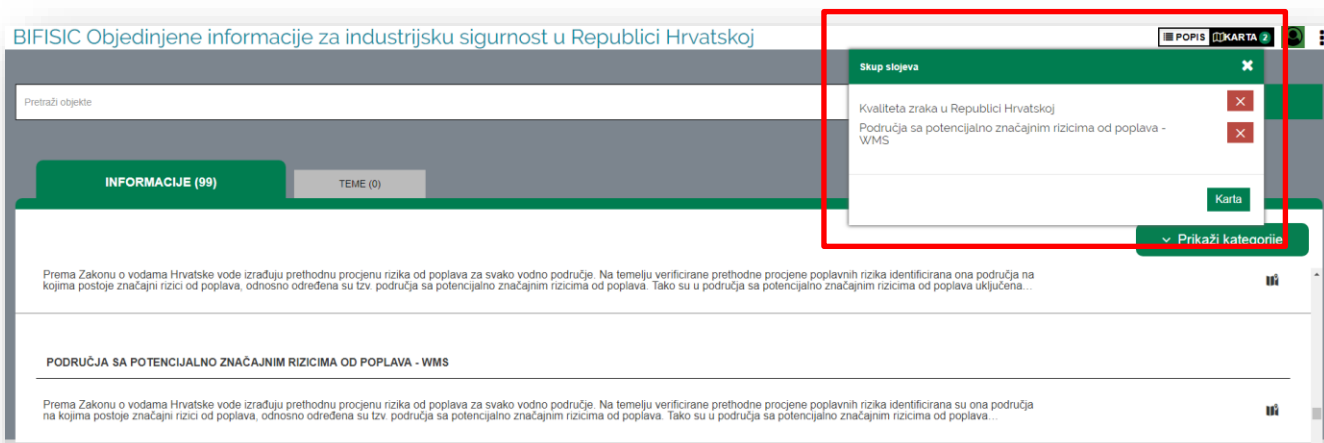 BIFISIC Objedinjene informacije za industrijsku sigurnost u Republici Hrvatskoj
POPIS KARTA 2
Skup slojeva
Pretraži objekte
Kvaliteta zraka u Republici Hrvatskoj
Područja sa potencijalno značajnim rizicima od poplava -
WMS
INFORMACIJE (99)
TEME (0)
Karta
Prikaži kategorije
Prema Zakonu o vodama Hrvatske vode izrađuju prethodnu procjenu rizika od poplava za svako vodno područje. Na temelju verificirane prethodne procjene poplavnih rizika identificirana ona područja na
kojima postoje značajni rizici od poplava, odnosno određena su tzv. područja sa potencijalno značajnim rizicima od poplava. Tako su u područja sa potencijalno značajnim rizicima od poplava uključena...
PODRUČJA SA POTENCIJALNO ZNAČAJNIM RIZICIMA OD POPLAVA - WMS
Prema Zakonu o vodama Hrvatske vode izrađuju prethodnu procjenu rizika od poplava za svako vodno područje. Na temelju verificirane prethodne procjene poplavnih rizika identificirana su ona područja
na kojima postoje značajni rizici od poplava, odnosno određena su tzv. područja sa potencijalno značajnim rizicima od poplava. Tako su u područja sa potencijalno značajnim rizicima od poplava...